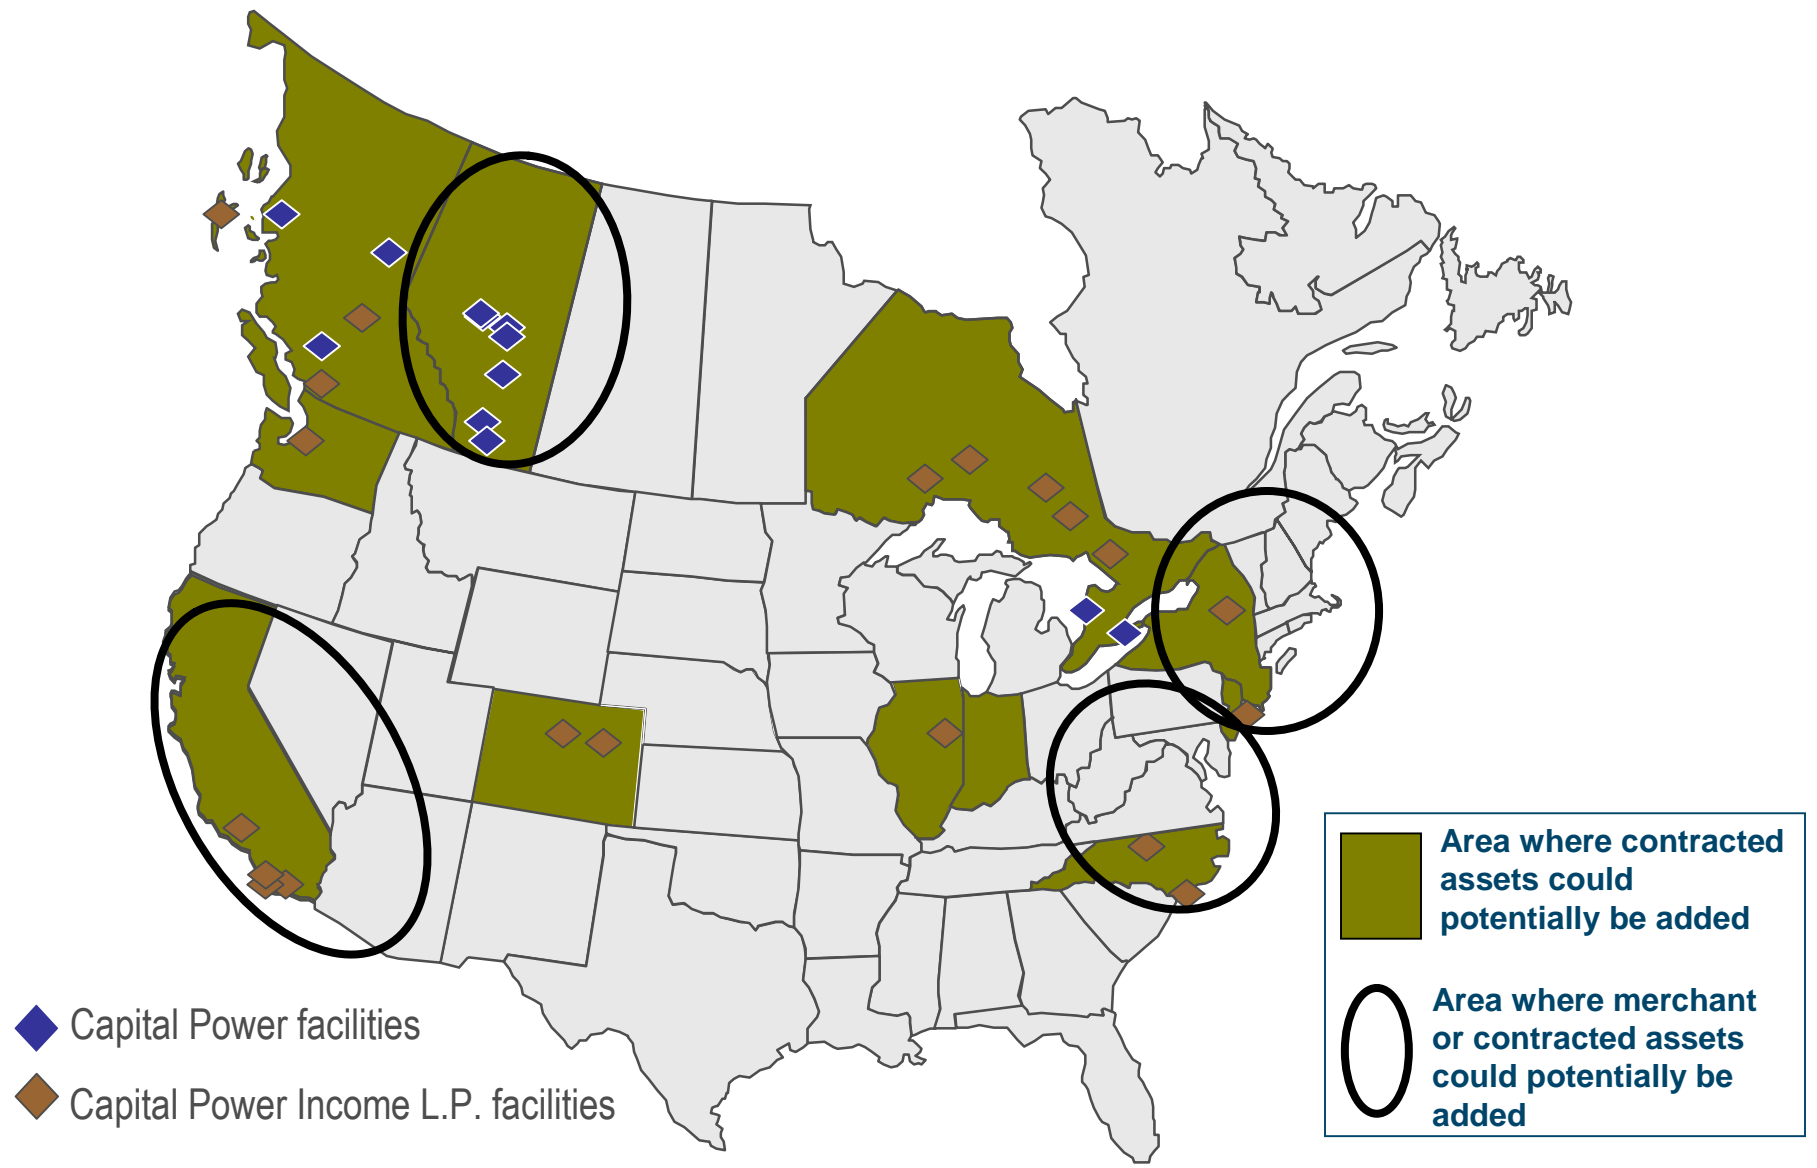 Area where contracted
assets could
potentially be added
Area where merchant
or contracted assets
could potentially be
added
Capital Power facilities
Capital Power Income L.P. facilities